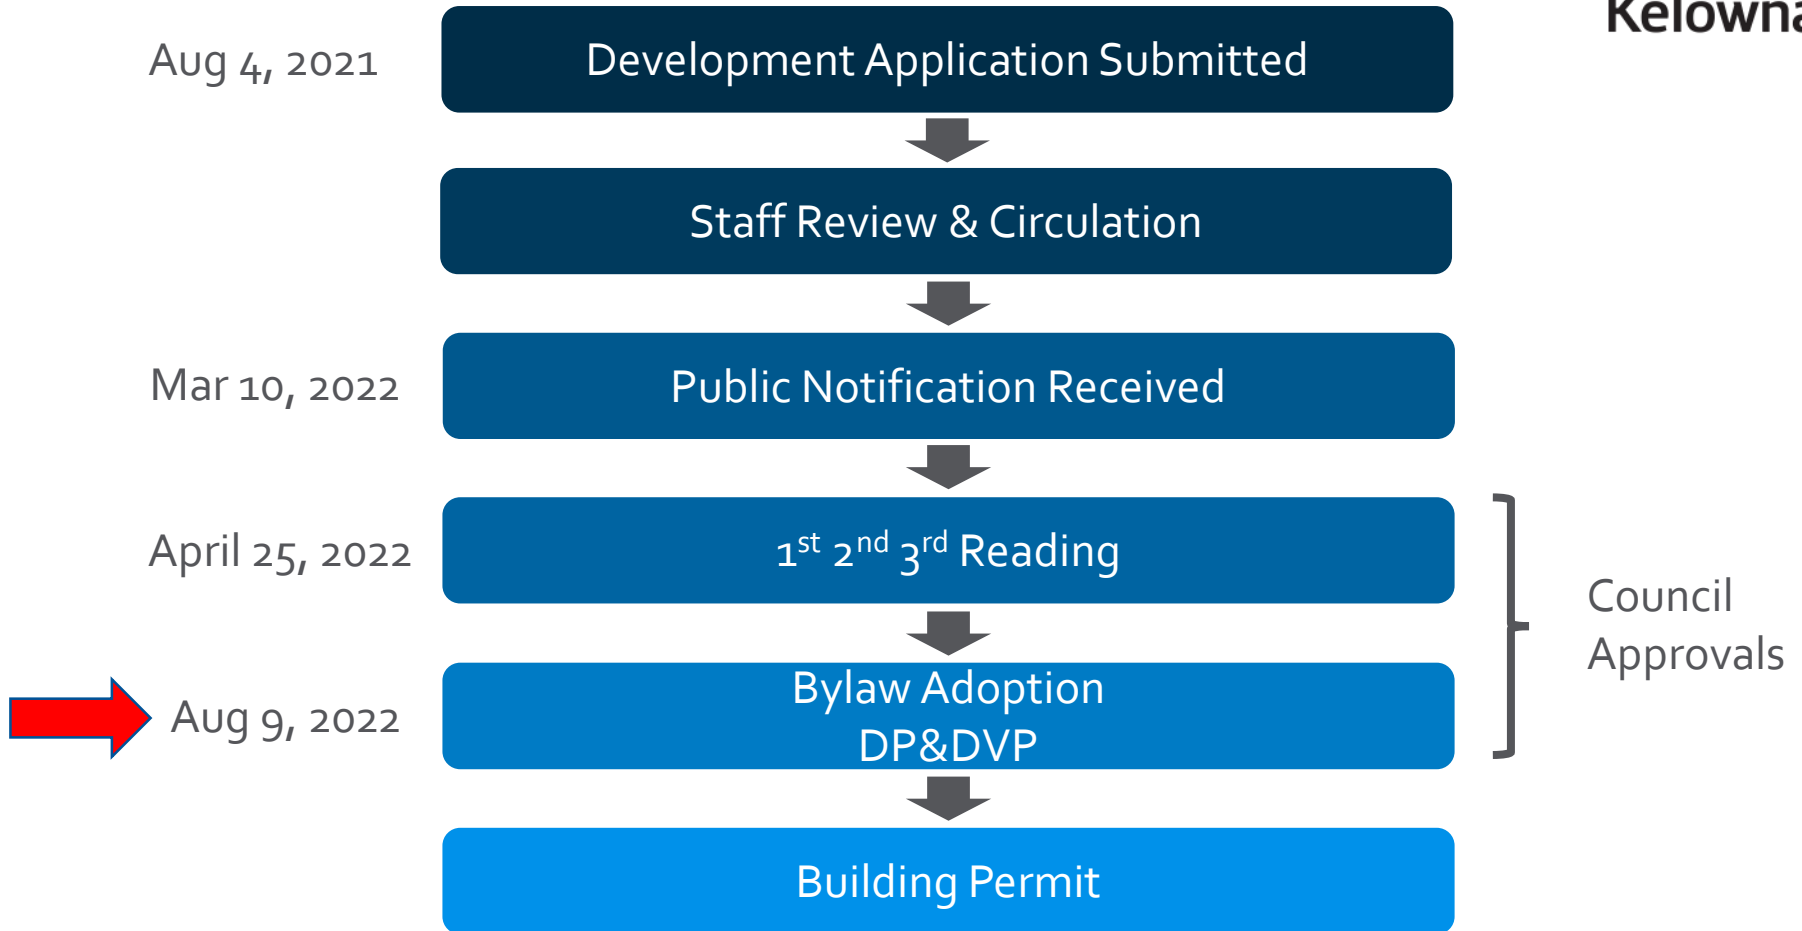 Kelowna
Aug 4, 2021
Development Application Submitted
Staff Review & Circulation
Mar 10, 2022
Public Notification Received
April 25, 2022
1st 2nd 3rd Reading
Council
Approvals
Aug 9, 2022
Bylaw Adoption
DP&DVP
Building Permit